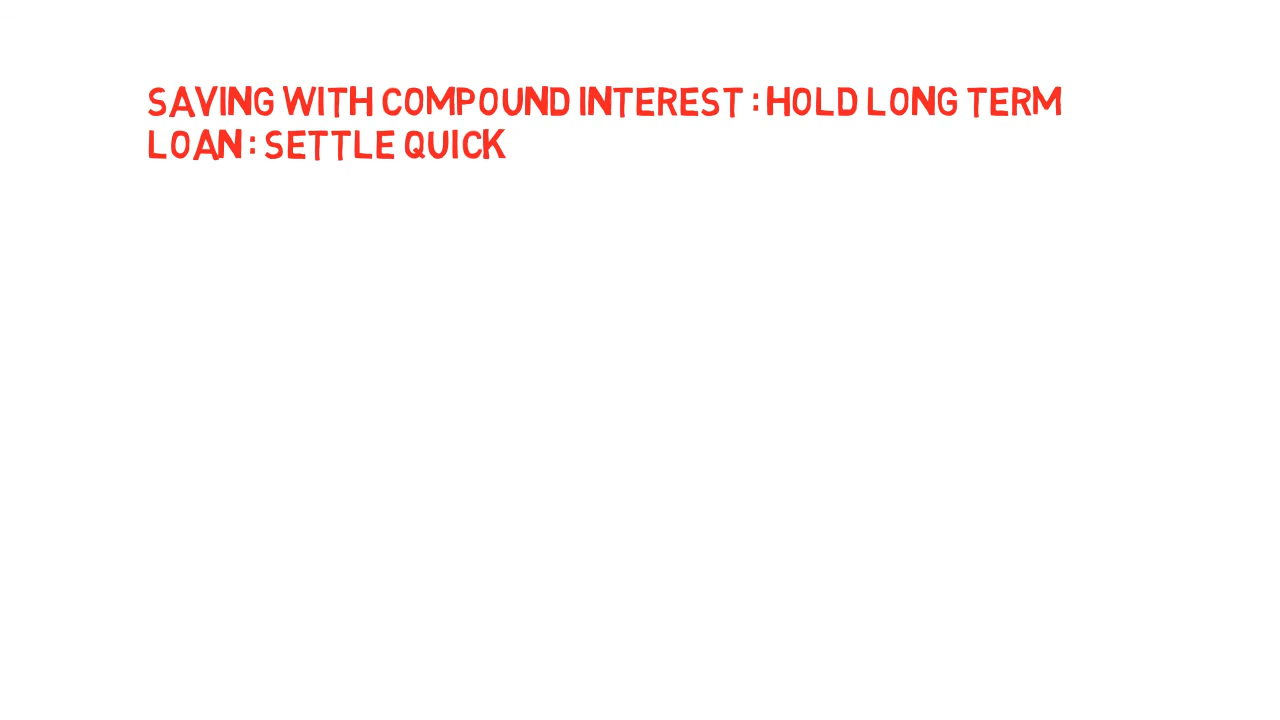 SAVING WITH COMPOUND INTEREST : HOLD LONG TERM
LOAN : SETTLE QUICK